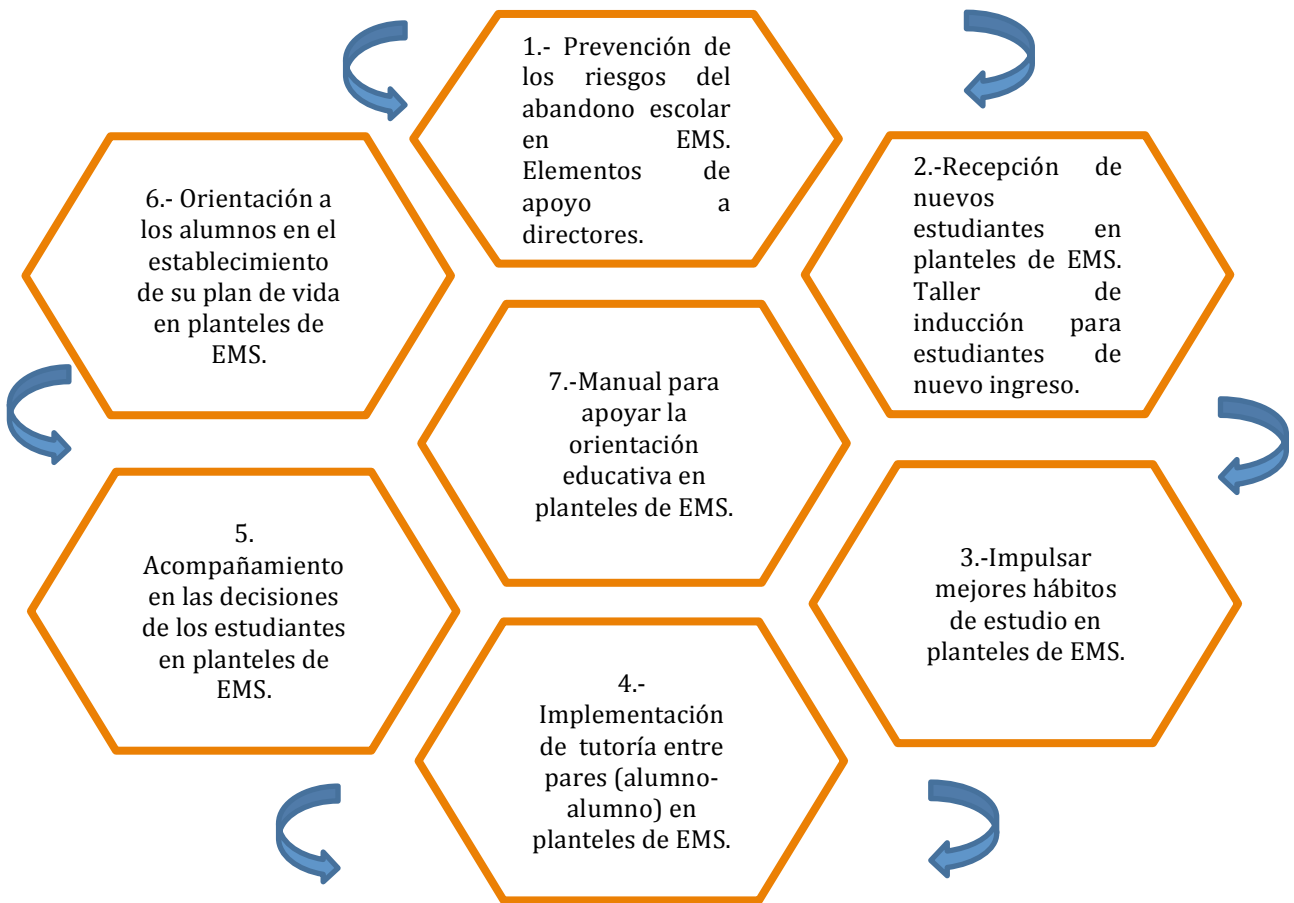 1.- Prevención de
los riesgos del
abandono escolar
en EMS.
Elementos de
apoyo a
directores.
2.-Recepción de
nuevos
estudiantes en
planteles de EMS.
Taller de
inducción para
estudiantes de
nuevo ingreso.
3.-Impulsar
mejores hábitos
de estudio en
planteles de EMS.
4.-
Implementación
de tutoría entre
pares (alumno-
alumno) en
planteles de EMS.
5.
Acompañamiento
en las decisiones
de los estudiantes
en planteles de
EMS.
6.- Orientación a
los alumnos en el
establecimiento
de su plan de vida
en planteles de
EMS.
7.-Manual para
apoyar la
orientación
educativa en
planteles de EMS.